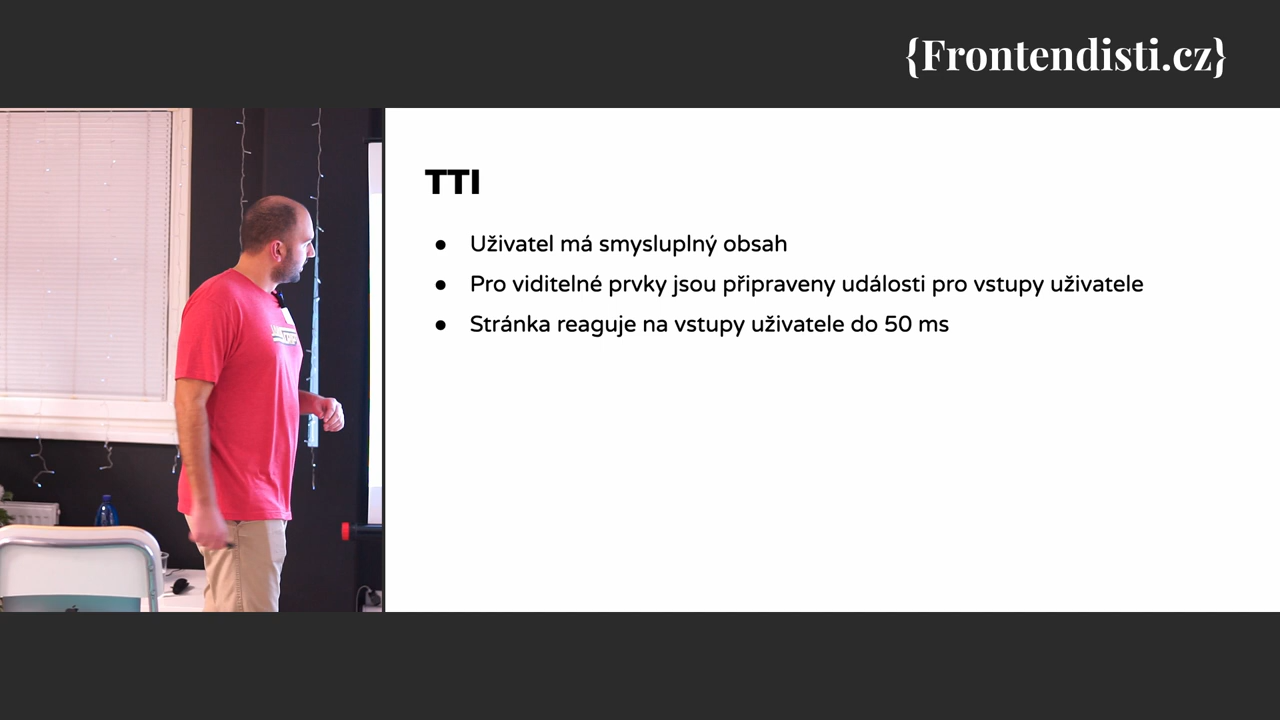 {Frontendisti.cz}
TTI
● Uživatel má smysluplný obsah
● Pro viditelné prvky jsou připraveny události pro vstupy uživatele
● Stránka reaguje na vstupy uživatele do 50 ms